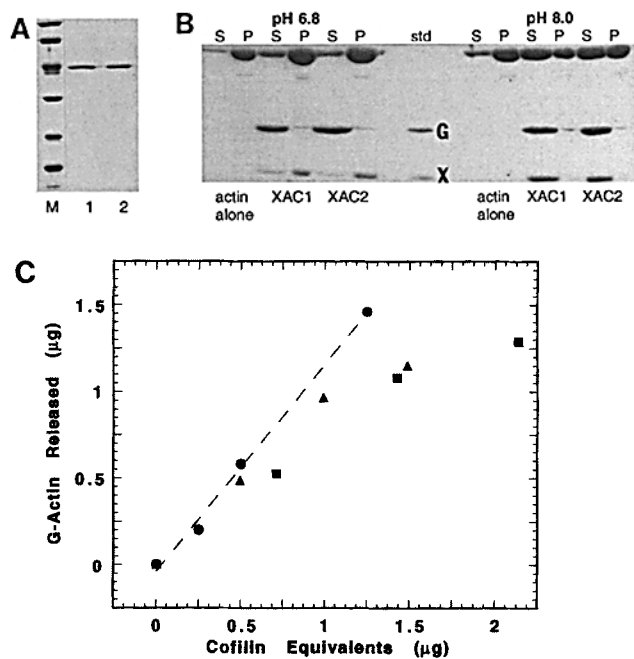 A
M 1 2
B
pH 6.8 pH 8.0
S P S P S P std S P S P S P
G
X
actin alone XAC1 XAC2 actin alone XAC1 XAC2
C
G-Actin Released (µg)
1.5
1
0.5
0
0 0.5 1 1.5 2
Cofilin Equivalents (µg)